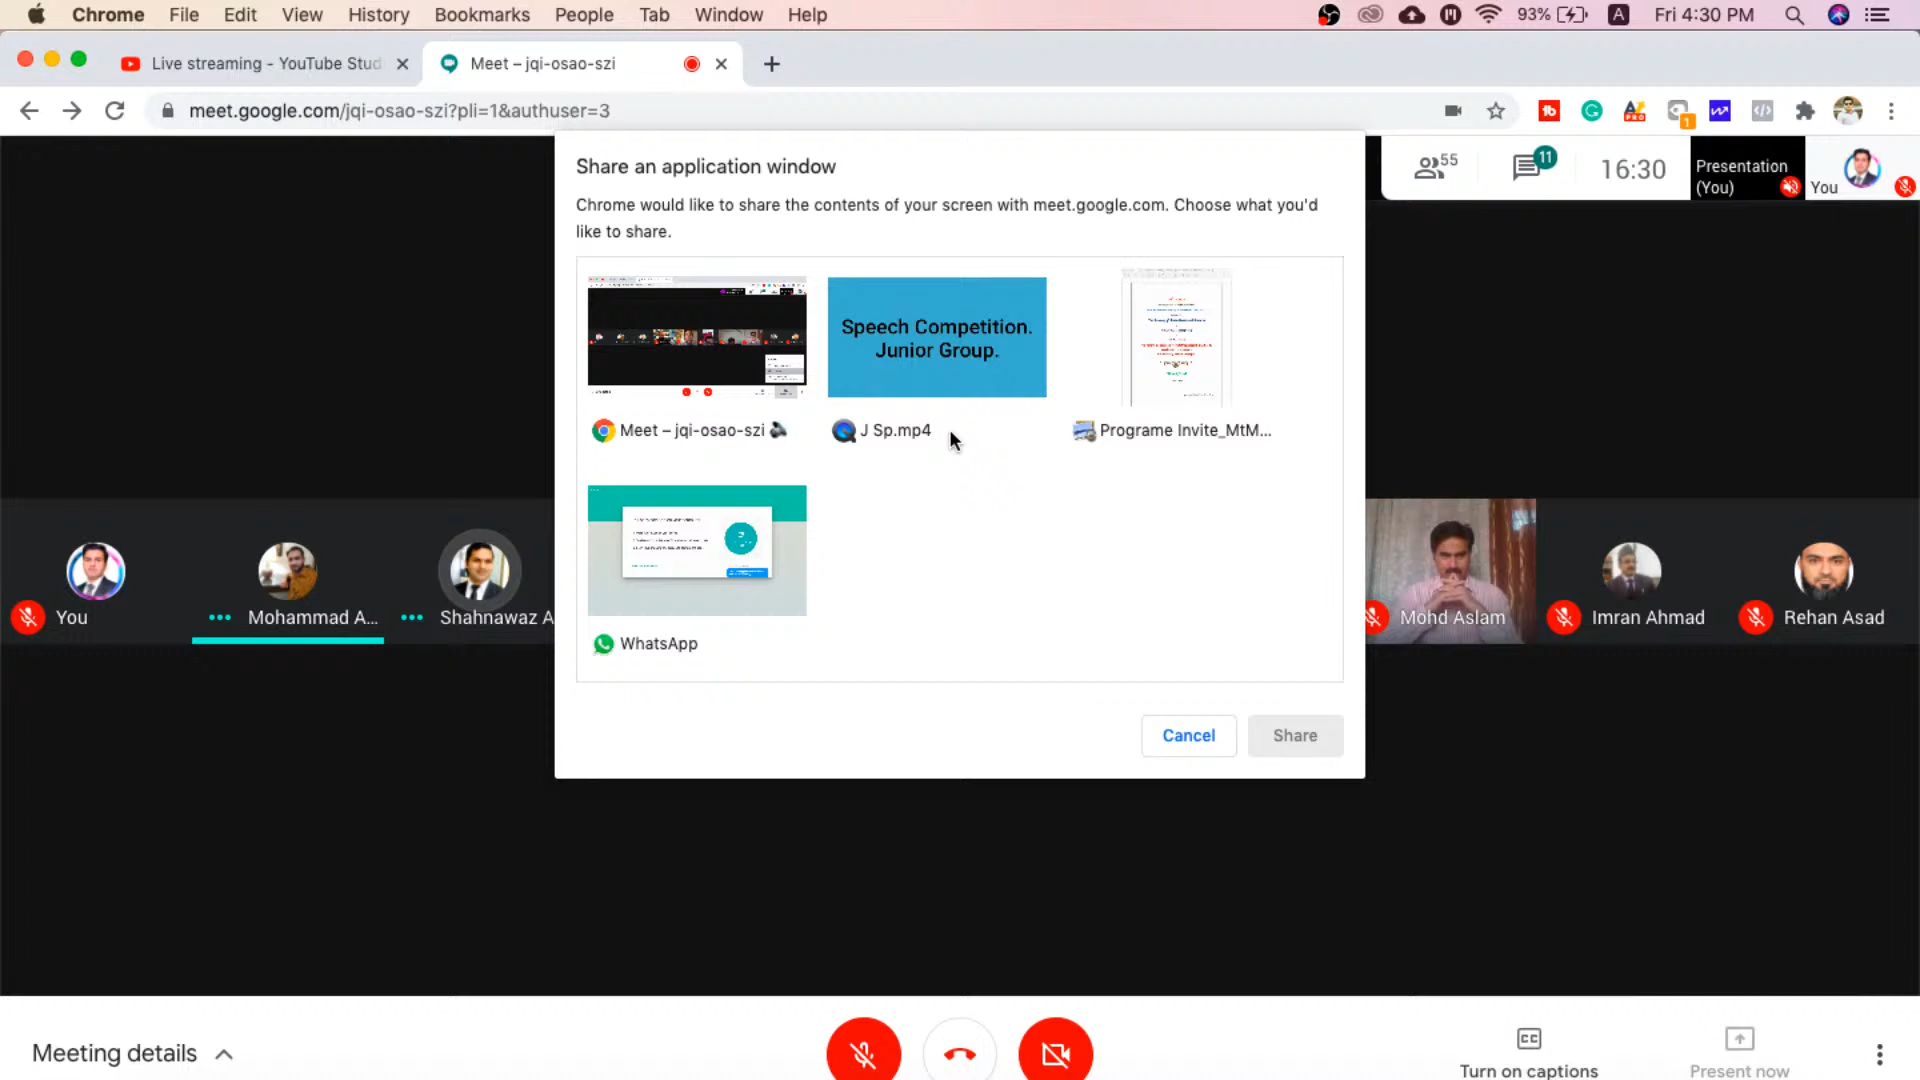 Chrome File Edit View History Bookmarks People Tab Window Help 93% A Fri 4:30 PM
Live streaming - YouTube Stud Meet – jqi-osao-szi
meet.google.com/jqi-osao-szi?pli=1&authuser=3 1
Share an application window
Chrome would like to share the contents of your screen with meet.google.com. Choose what you'd
like to share.
55 11 16:30 Presentation
(You) You
Speech Competition.
Junior Group.
Meet – jqi-osao-szi J Sp.mp4 Programe Invite_MtM...
WhatsApp
Cancel Share
You Mohammad A... Shahnawaz A Mohd Aslam Imran Ahmad Rehan Asad
Meeting details
CC
Turn on captions Present now